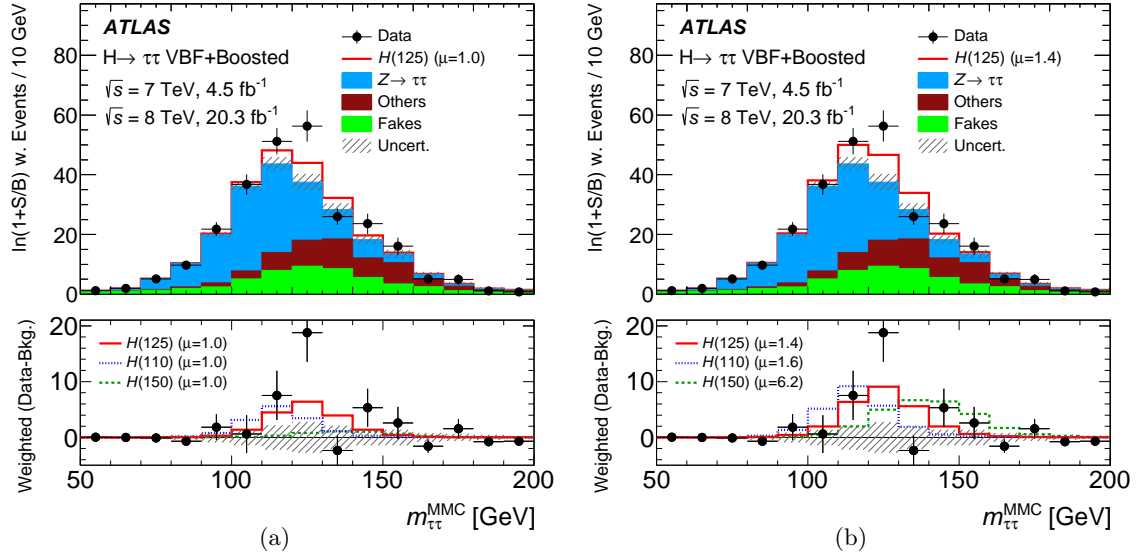 ATLAS
H→ ττ VBF+Boosted
√s = 7 TeV, 4.5 fb⁻¹
√s = 8 TeV, 20.3 fb⁻¹
Data
H(125) (μ=1.0)
Z→ ττ
Others
Fakes
Uncert.
ln(1+S/B) w. Events / 10 GeV
80
60
40
20
0
Weighted (Data-Bkg.)
20
10
0
H(125) (μ=1.0)
H(110) (μ=1.0)
H(150) (μ=1.0)
50 100 150 200
m_ττ^MMC [GeV]
(a)
ATLAS
H→ ττ VBF+Boosted
√s = 7 TeV, 4.5 fb⁻¹
√s = 8 TeV, 20.3 fb⁻¹
Data
H(125) (μ=1.4)
Z→ ττ
Others
Fakes
Uncert.
ln(1+S/B) w. Events / 10 GeV
80
60
40
20
0
Weighted (Data-Bkg.)
20
10
0
H(125) (μ=1.4)
H(110) (μ=1.6)
H(150) (μ=6.2)
50 100 150 200
m_ττ^MMC [GeV]
(b)